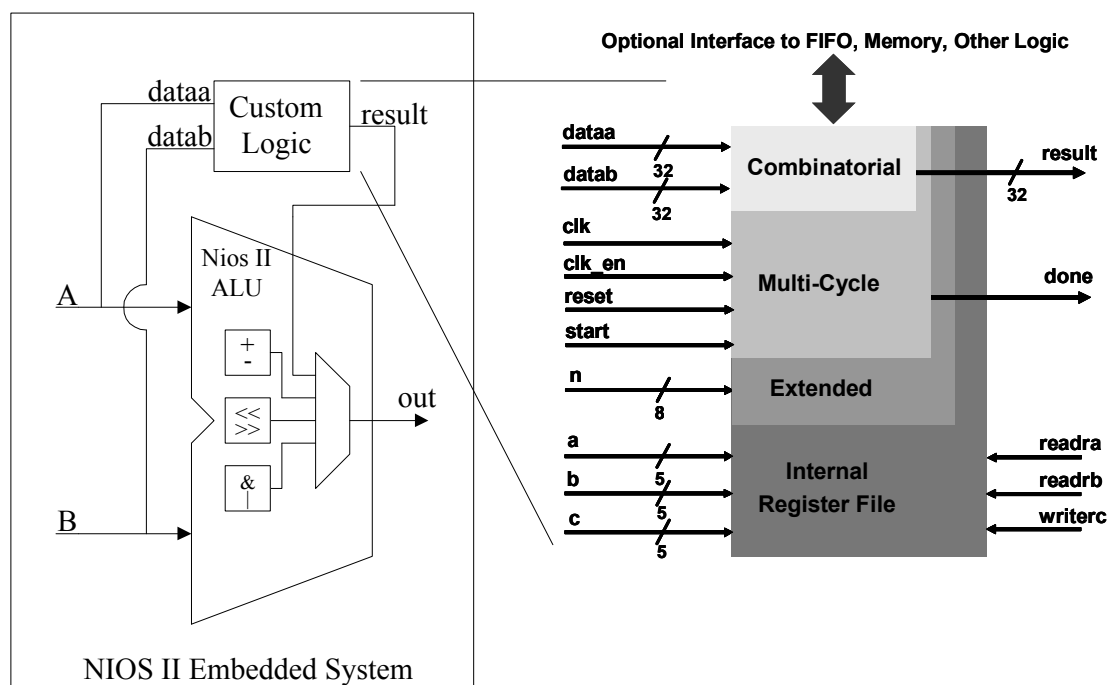 dataa
datab
Custom
Logic
result
Nios II
ALU
A
B
+
-
<<
>>
&
|
out
NIOS II Embedded System
Optional Interface to FIFO, Memory, Other Logic
dataa
32
datab
32
clk
clk_en
reset
start
n
8
a
5
b
5
c
5
Combinatorial
Multi-Cycle
Extended
Internal
Register File
result
32
done
readra
readrb
writerc